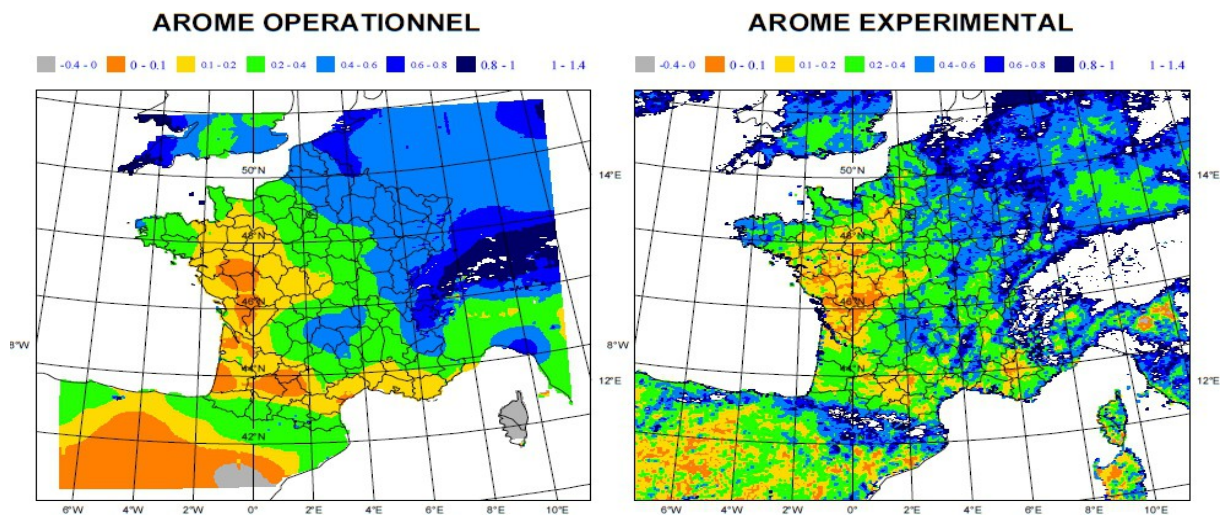 AROME OPERATIONNEL
-0.4 - 0 0 - 0.1 0.1 - 0.2 0.2 - 0.4 0.4 - 0.6 0.6 - 0.8 0.8 - 1 1 - 1.4
50°N
48°N
46°N
44°N
42°N
14°E
8°W
12°E
6°W 4°W 2°W 0° 2°E 4°E 6°E 8°E 10°E
AROME EXPERIMENTAL
-0.4 - 0 0 - 0.1 0.1 - 0.2 0.2 - 0.4 0.4 - 0.6 0.6 - 0.8 0.8 - 1 1 - 1.4
50°N
48°N
46°N
44°N
42°N
14°E
8°W
12°E
6°W 4°W 2°W 0° 2°E 4°E 6°E 8°E 10°E